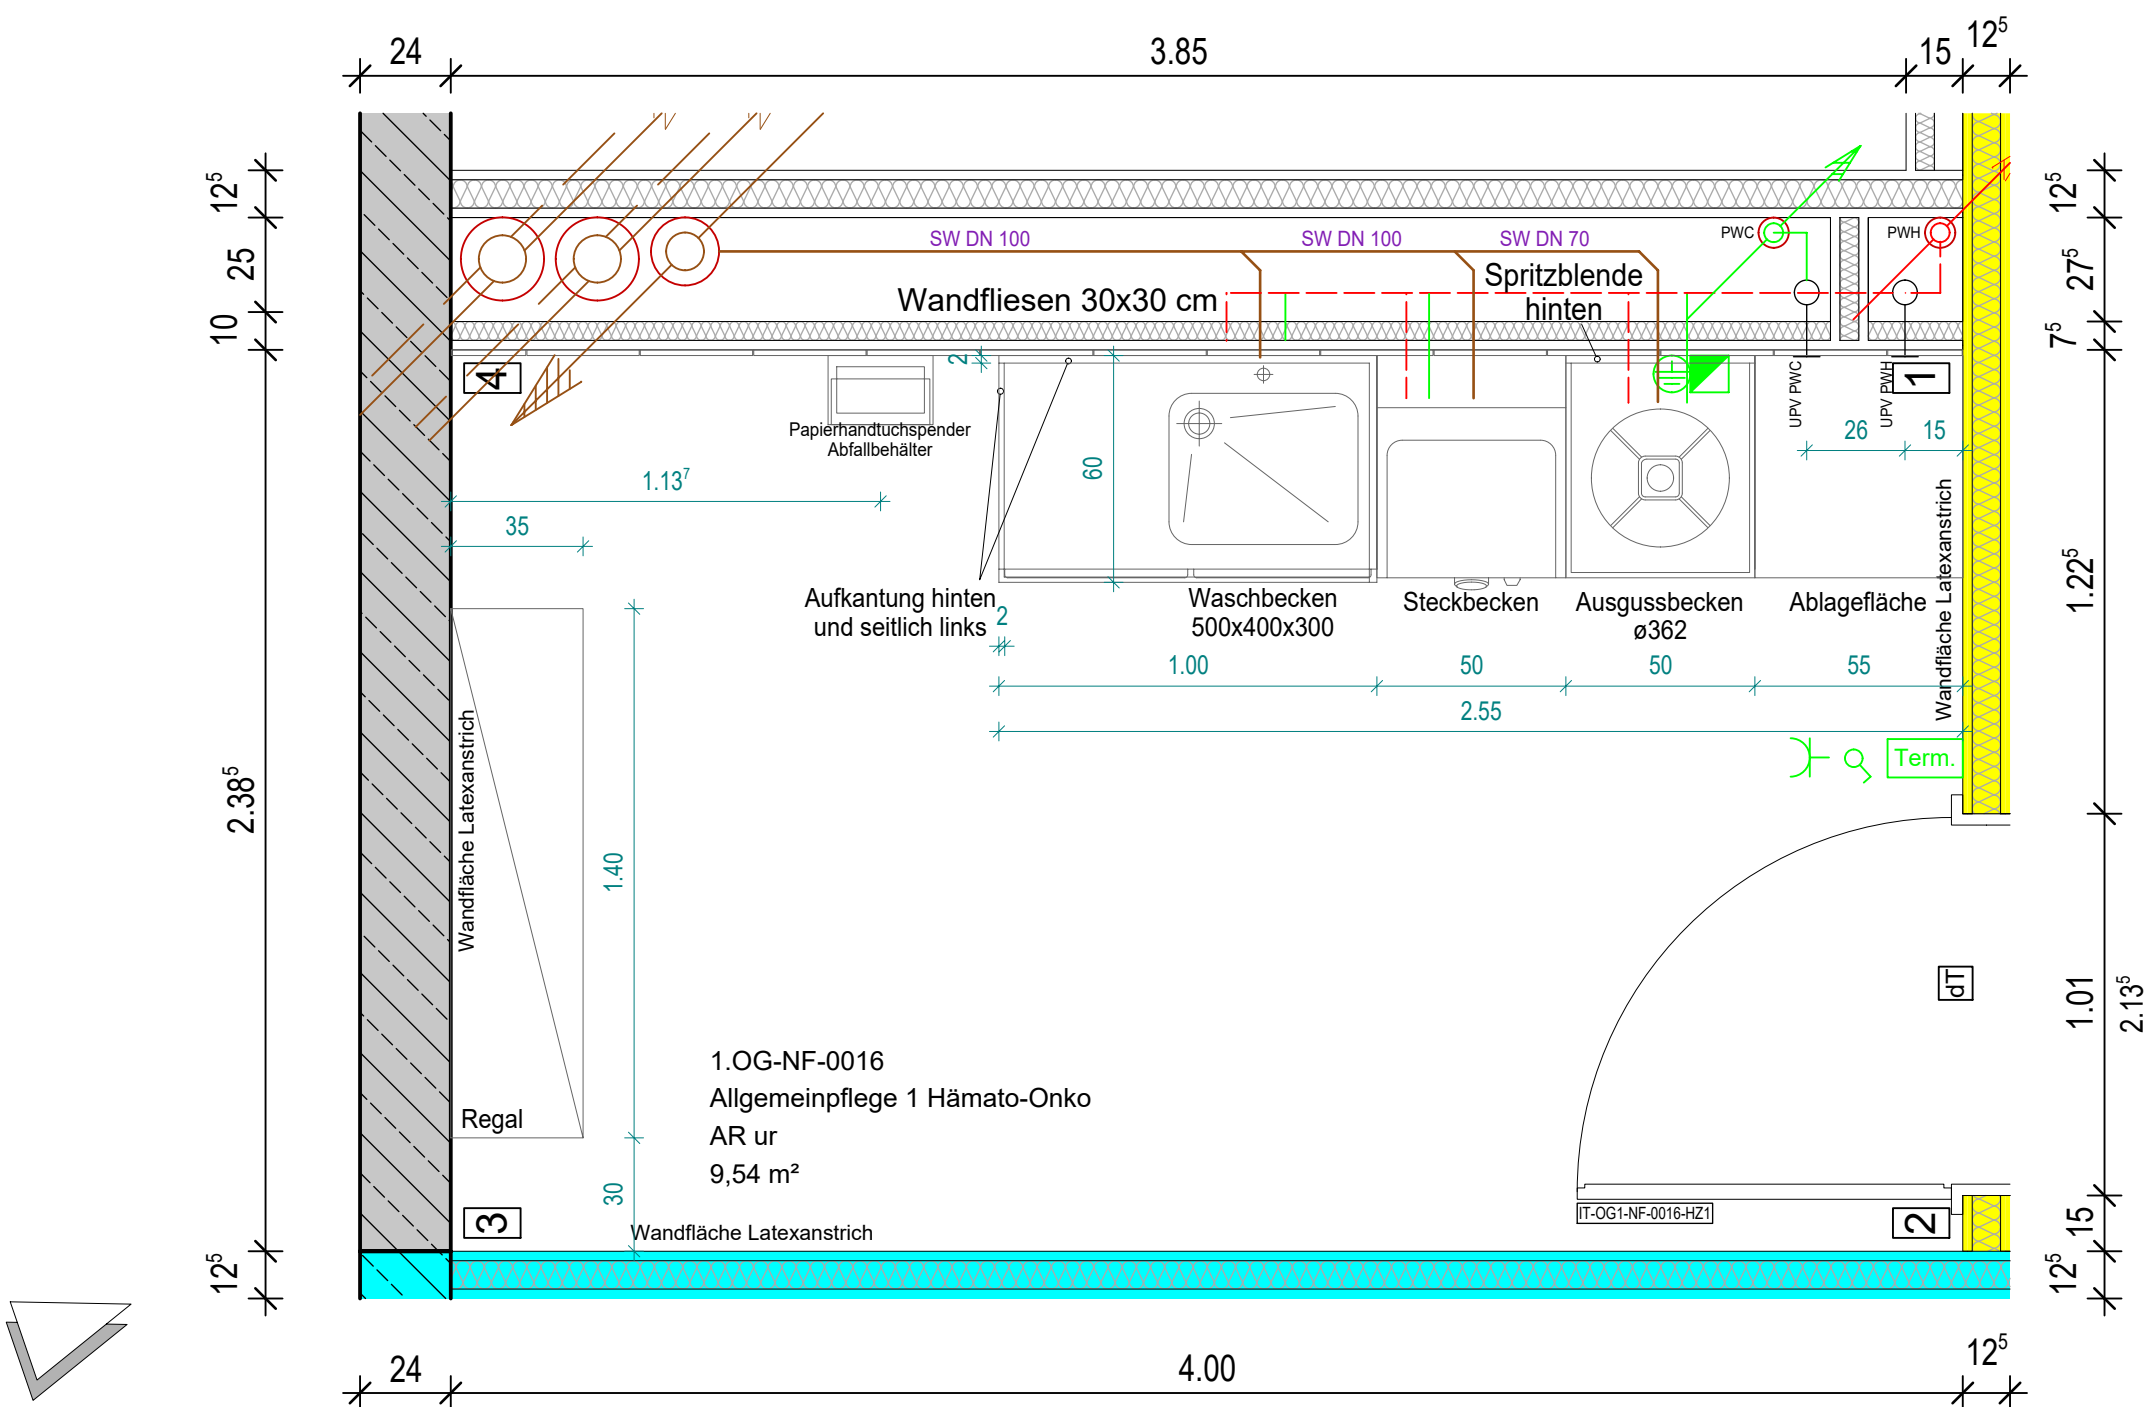 24
3.85
15
12⁵
12⁵
25
10
2.38⁵
12⁵
SW DN 100
SW DN 100
SW DN 70
PWC
PWH
Wandfliesen 30x30 cm
Spritzblende
hinten
4
1
2
Papierhandtuchspender
Abfallbehälter
UPV PWC
UPV PWH
26
15
1.13⁷
35
60
Wandfläche Latexanstrich
Aufkantung hinten
und seitlich links
2
Waschbecken
500x400x300
Steckbecken
Ausgussbecken
ø362
Ablagefläche
1.00
50
50
55
2.55
Term.
Wandfläche Latexanstrich
1.40
dT
Regal
1.OG-NF-0016
Allgemeinpflege 1 Hämato-Onko
AR ur
9,54 m²
30
3
Wandfläche Latexanstrich
IT-OG1-NF-0016-HZ1
2
12⁵
27⁵
7⁵
1.22⁵
1.01
2.13⁵
15
12⁵
24
4.00
12⁵